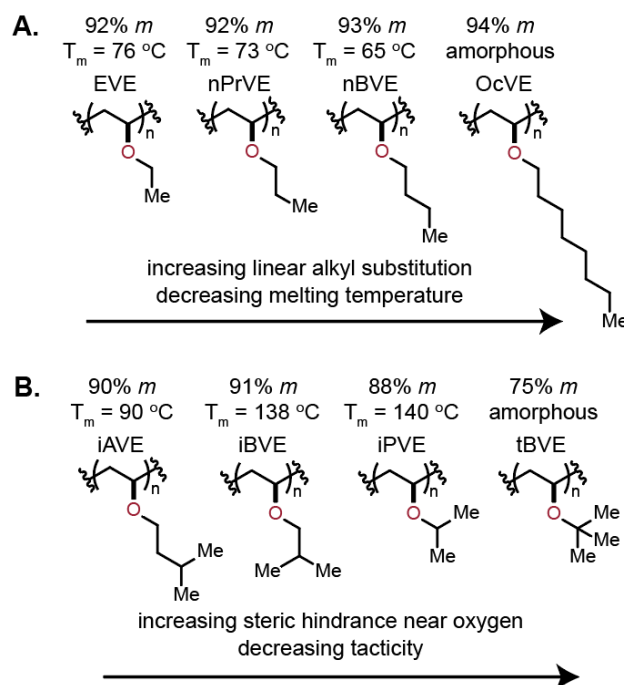 A.
92% m 92% m 93% m 94% m
Tm = 76 °C Tm = 73 °C Tm = 65 °C amorphous
EVE nPrVE nBVE OcVE
n n n n
O O O O
Me
Me
Me
Me
increasing linear alkyl substitution
decreasing melting temperature
B.
90% m 91% m 88% m 75% m
Tm = 90 °C Tm = 138 °C Tm = 140 °C amorphous
iAVE iBVE iPVE tBVE
n n n n
O O O O
Me Me Me
Me Me
Me Me Me Me
Me
increasing steric hindrance near oxygen
decreasing tacticity